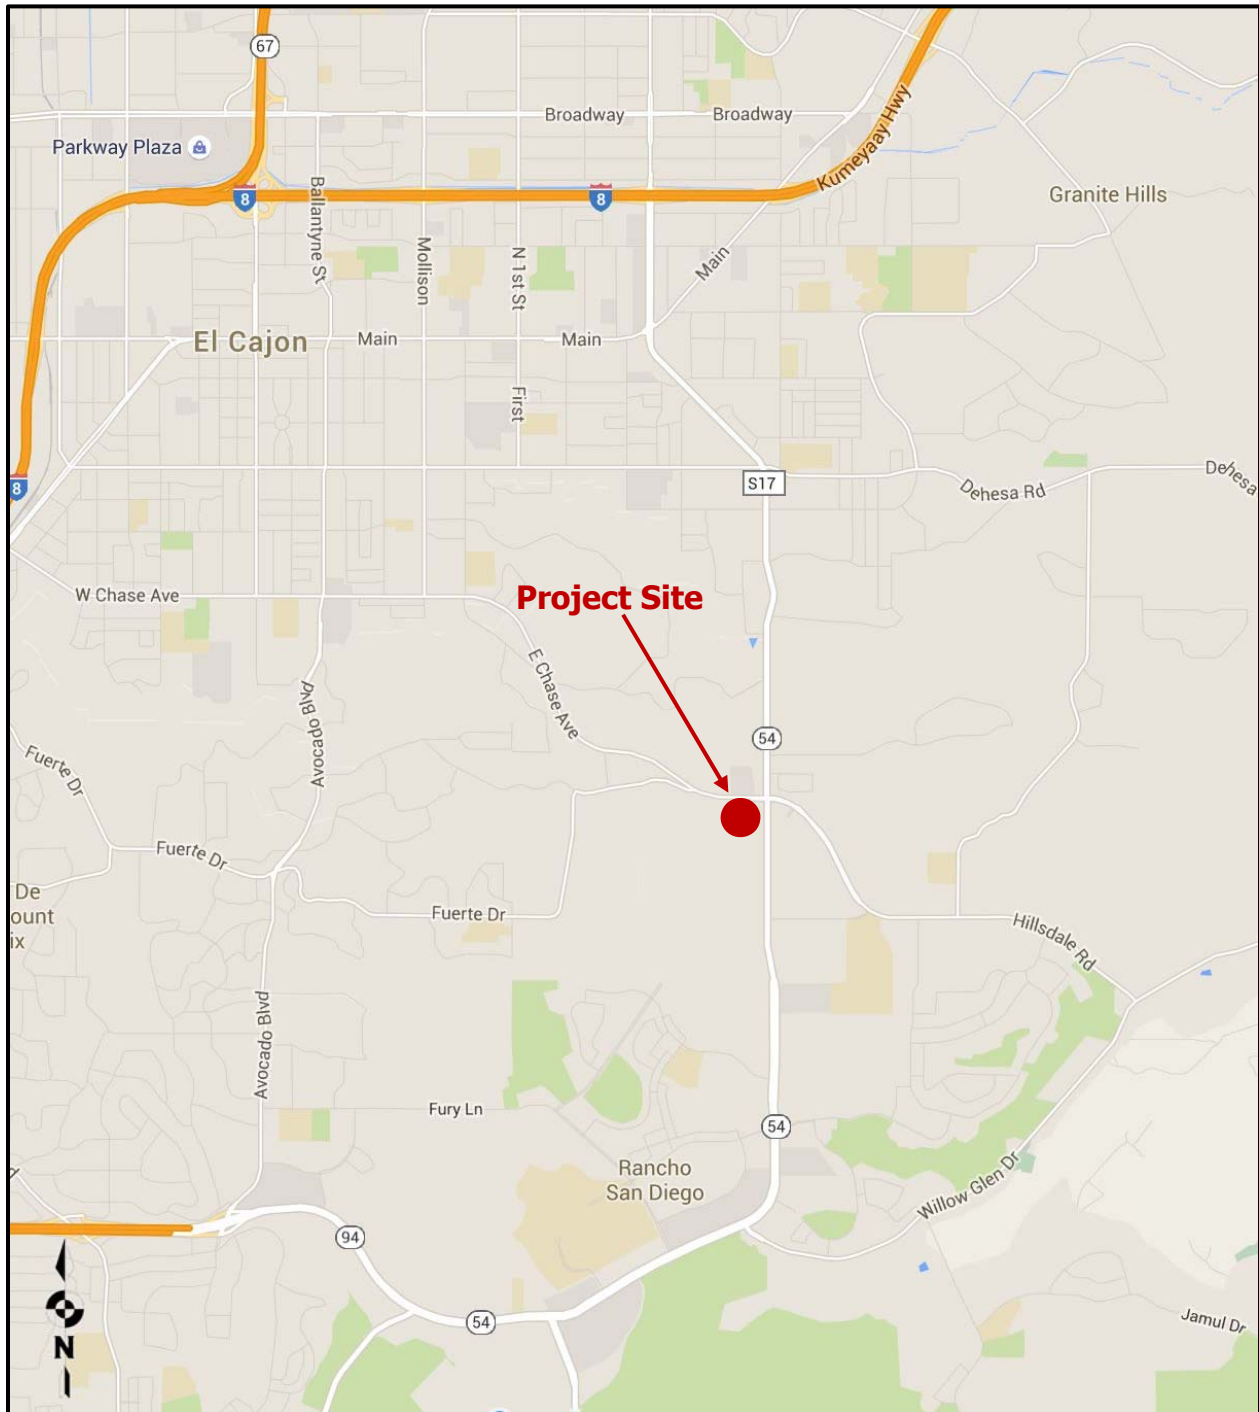 67
Broadway
Broadway
Parkway Plaza
Kumeyaay Hwy
8
8
Granite Hills
Ballantyne St
Mollison
N 1st St
Main
El Cajon
Main
Main
First
8
S17
Dehesa Rd
Dehesa
W Chase Ave
Project Site
E Chase Ave
Avocado Blvd
54
Fuerte Dr
Fuerte Dr
De
ount
ix
Fuerte Dr
Hillsdale Rd
Avocado Blvd
Fury Ln
54
Rancho
San Diego
Willow Glen Dr
94
54
Jamul Dr
N